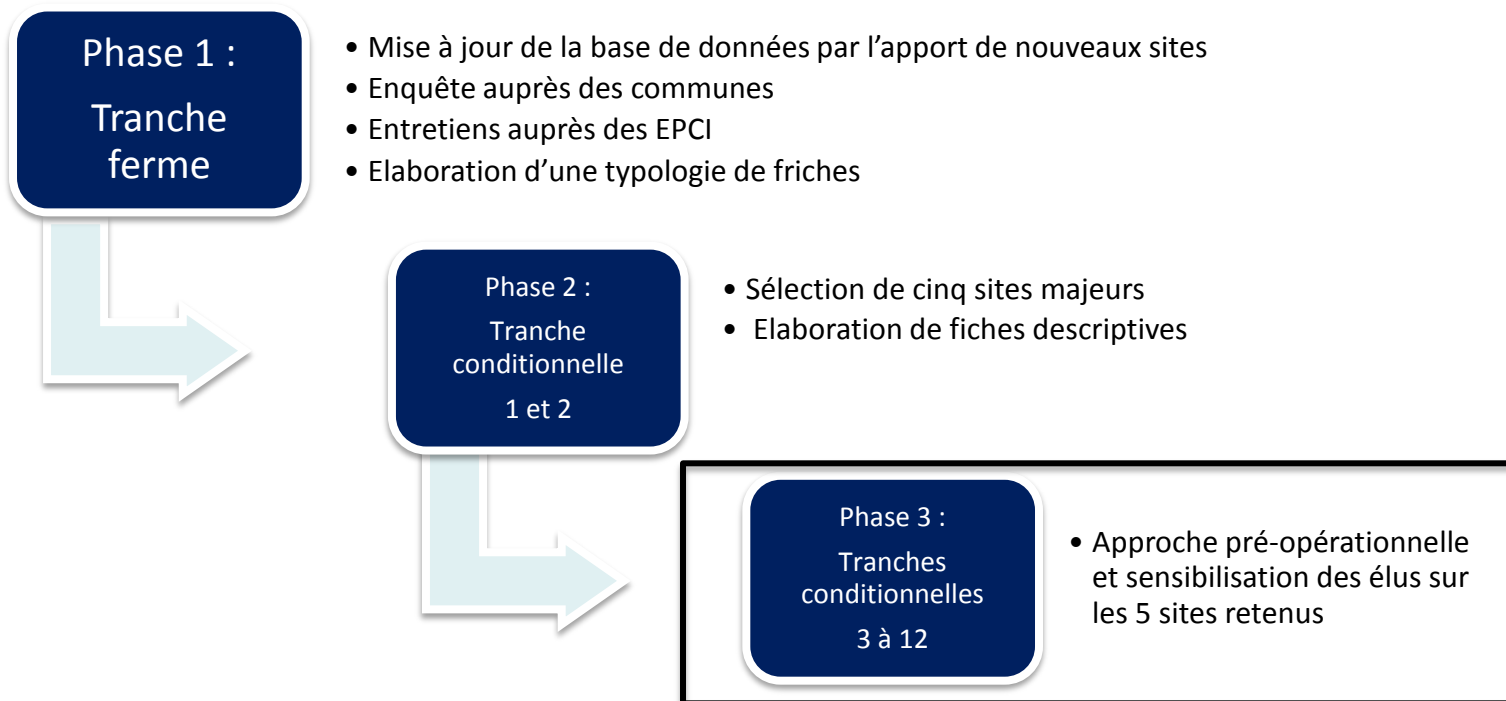 Phase 1 :
Tranche
ferme
• Mise à jour de la base de données par l’apport de nouveaux sites
• Enquête auprès des communes
• Entretiens auprès des EPCI
• Elaboration d’une typologie de friches
Phase 2 :
Tranche
conditionnelle
1 et 2
• Sélection de cinq sites majeurs
• Elaboration de fiches descriptives
Phase 3 :
Tranches
conditionnelles
3 à 12
• Approche pré-opérationnelle
et sensibilisation des élus sur
les 5 sites retenus